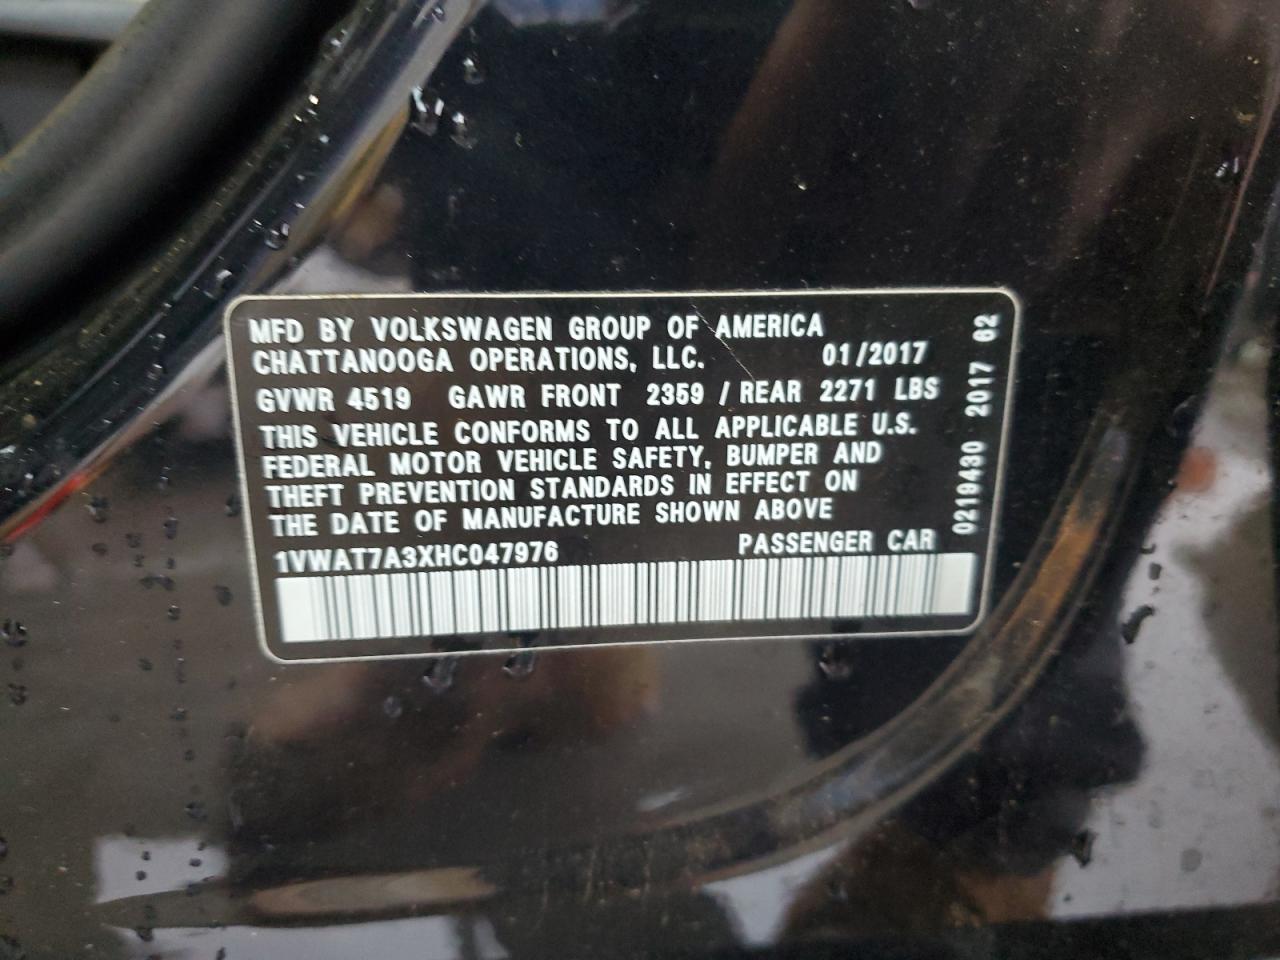 MFD BY VOLKSWAGEN GROUP OF AMERICA
CHATTANOOGA OPERATIONS, LLC. 01/2017
GVWR 4519 GAWR FRONT 2359 / REAR 2271 LBS
THIS VEHICLE CONFORMS TO ALL APPLICABLE U.S.
FEDERAL MOTOR VEHICLE SAFETY, BUMPER AND
THEFT PREVENTION STANDARDS IN EFFECT ON
THE DATE OF MANUFACTURE SHOWN ABOVE
1VWAT7A3XHC047976 PASSENGER CAR
0219430 2017 62